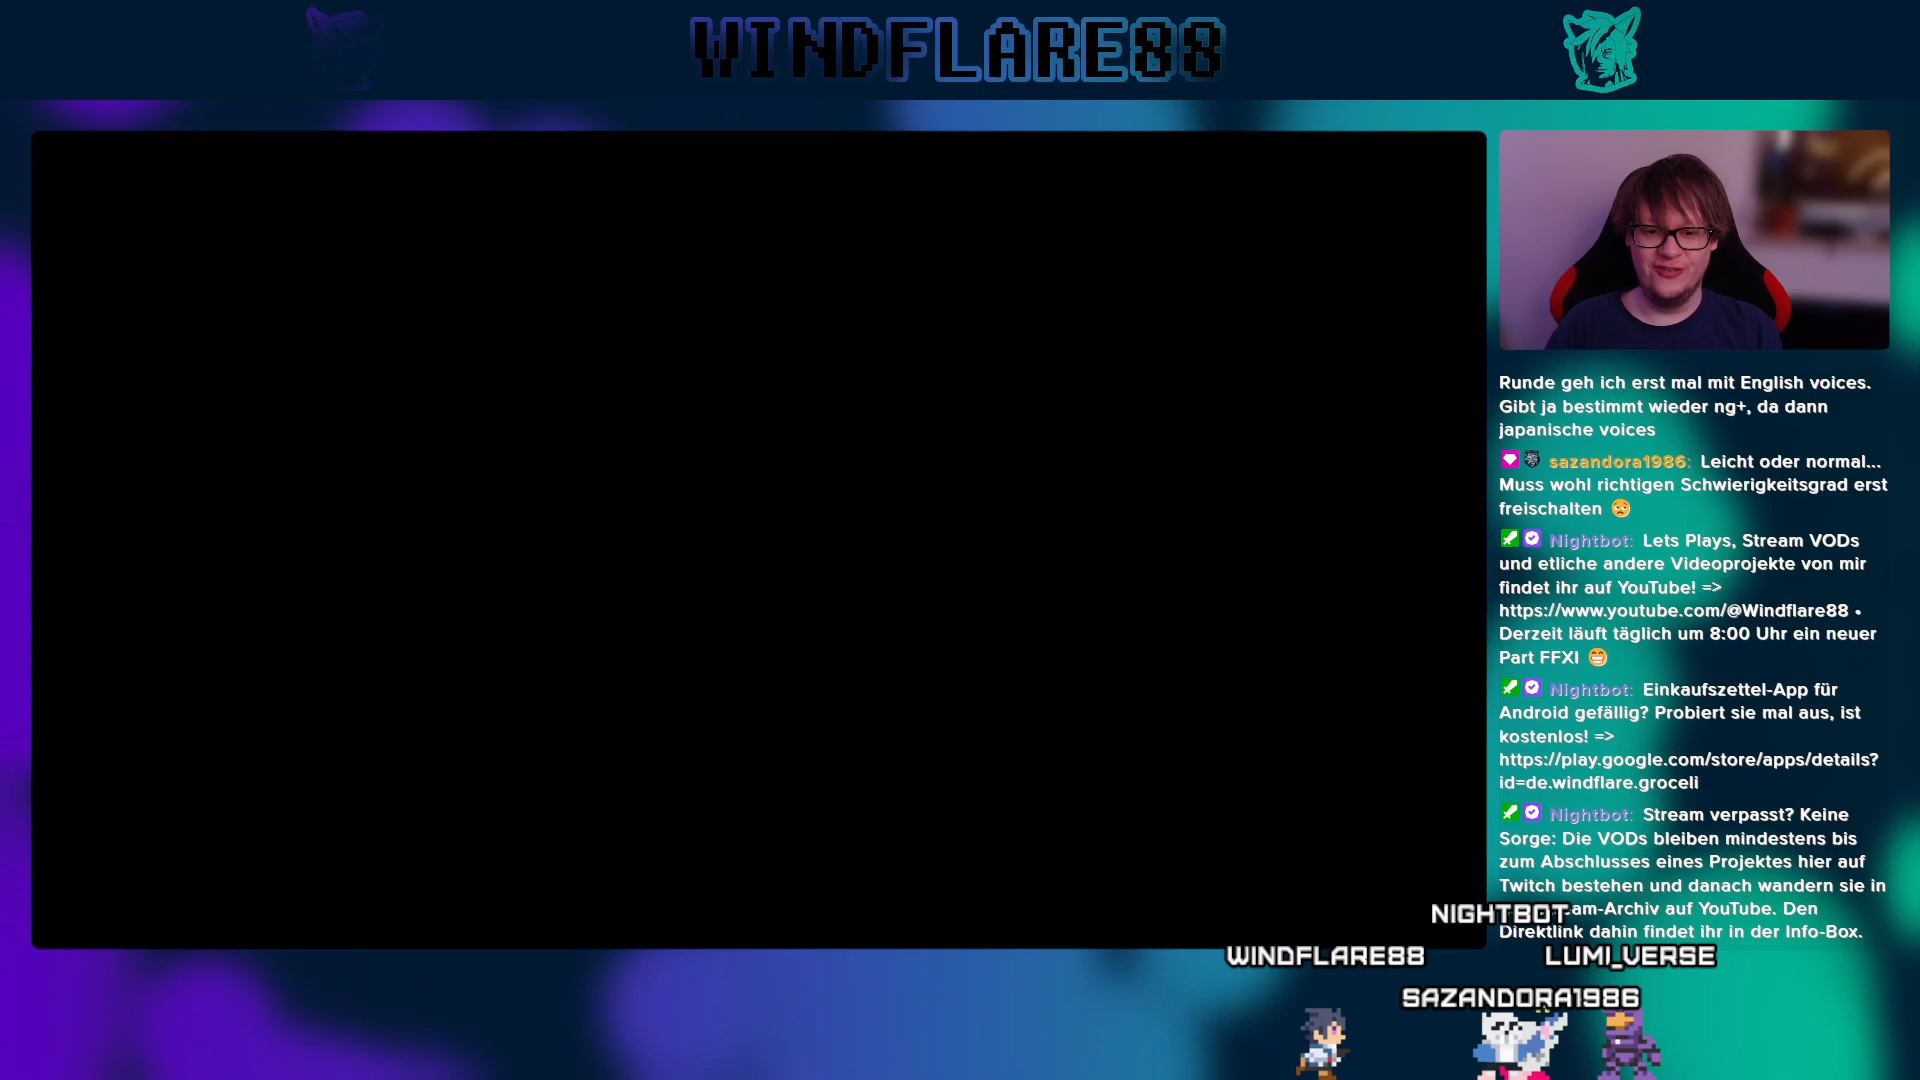 WINDFLARE88
Runde geh ich erst mal mit English voices.
Gibt ja bestimmt wieder ng+, da dann
japanische voices
sazandora1986: Leicht oder normal...
Muss wohl richtigen Schwierigkeitsgrad erst
freischalten 😥
Nightbot: Lets Plays, Stream VODs
und etliche andere Videoprojekte von mir
findet ihr auf YouTube! =>
https://www.youtube.com/@Windflare88 •
Derzeit läuft täglich um 8:00 Uhr ein neuer
Part FFXI 😁
Nightbot: Einkaufszettel-App für
Android gefällig? Probiert sie mal aus, ist
kostenlos! =>
https://play.google.com/store/apps/details?
id=de.windflare.groceli
Nightbot: Stream verpasst? Keine
Sorge: Die VODs bleiben mindestens bis
zum Abschlusses eines Projektes hier auf
Twitch bestehen und danach wandern sie in
auf YouTube. Den
Direktlink dahin findet ihr in der Info-Box.
NIGHTBOT
WINDFLARE88
LUMI_VERSE
SAZANDORA1986